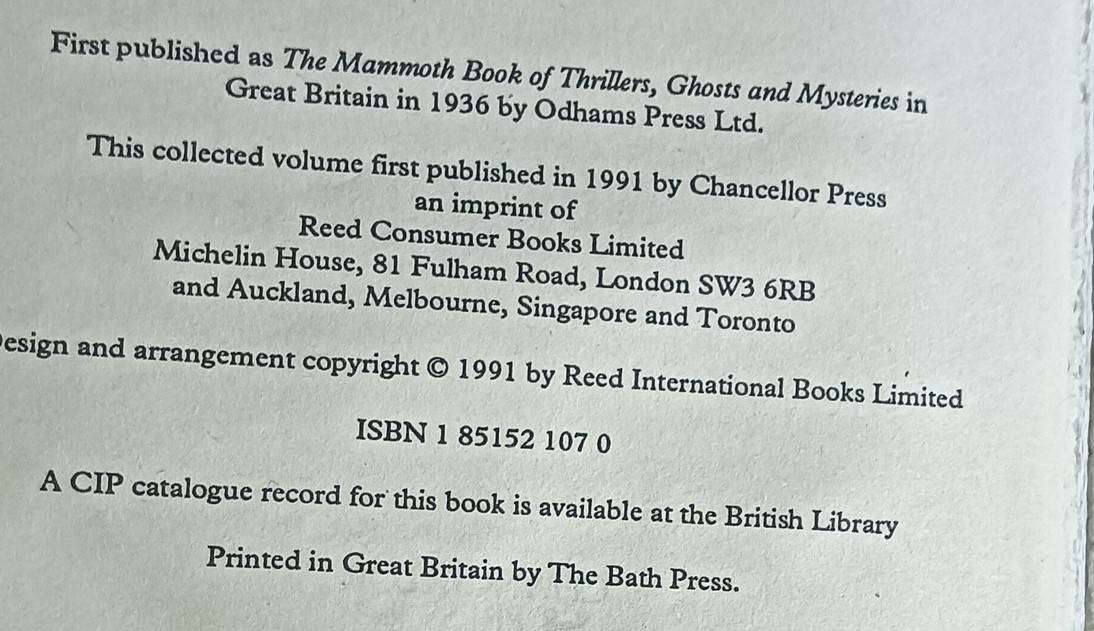 First published as The Mammoth Book of Thrillers, Ghosts and Mysteries in
Great Britain in 1936 by Odhams Press Ltd.
This collected volume first published in 1991 by Chancellor Press
an imprint of
Reed Consumer Books Limited
Michelin House, 81 Fulham Road, London SW3 6RB
and Auckland, Melbourne, Singapore and Toronto
Design and arrangement copyright © 1991 by Reed International Books Limited
ISBN 1 85152 107 0
A CIP catalogue record for this book is available at the British Library
Printed in Great Britain by The Bath Press.